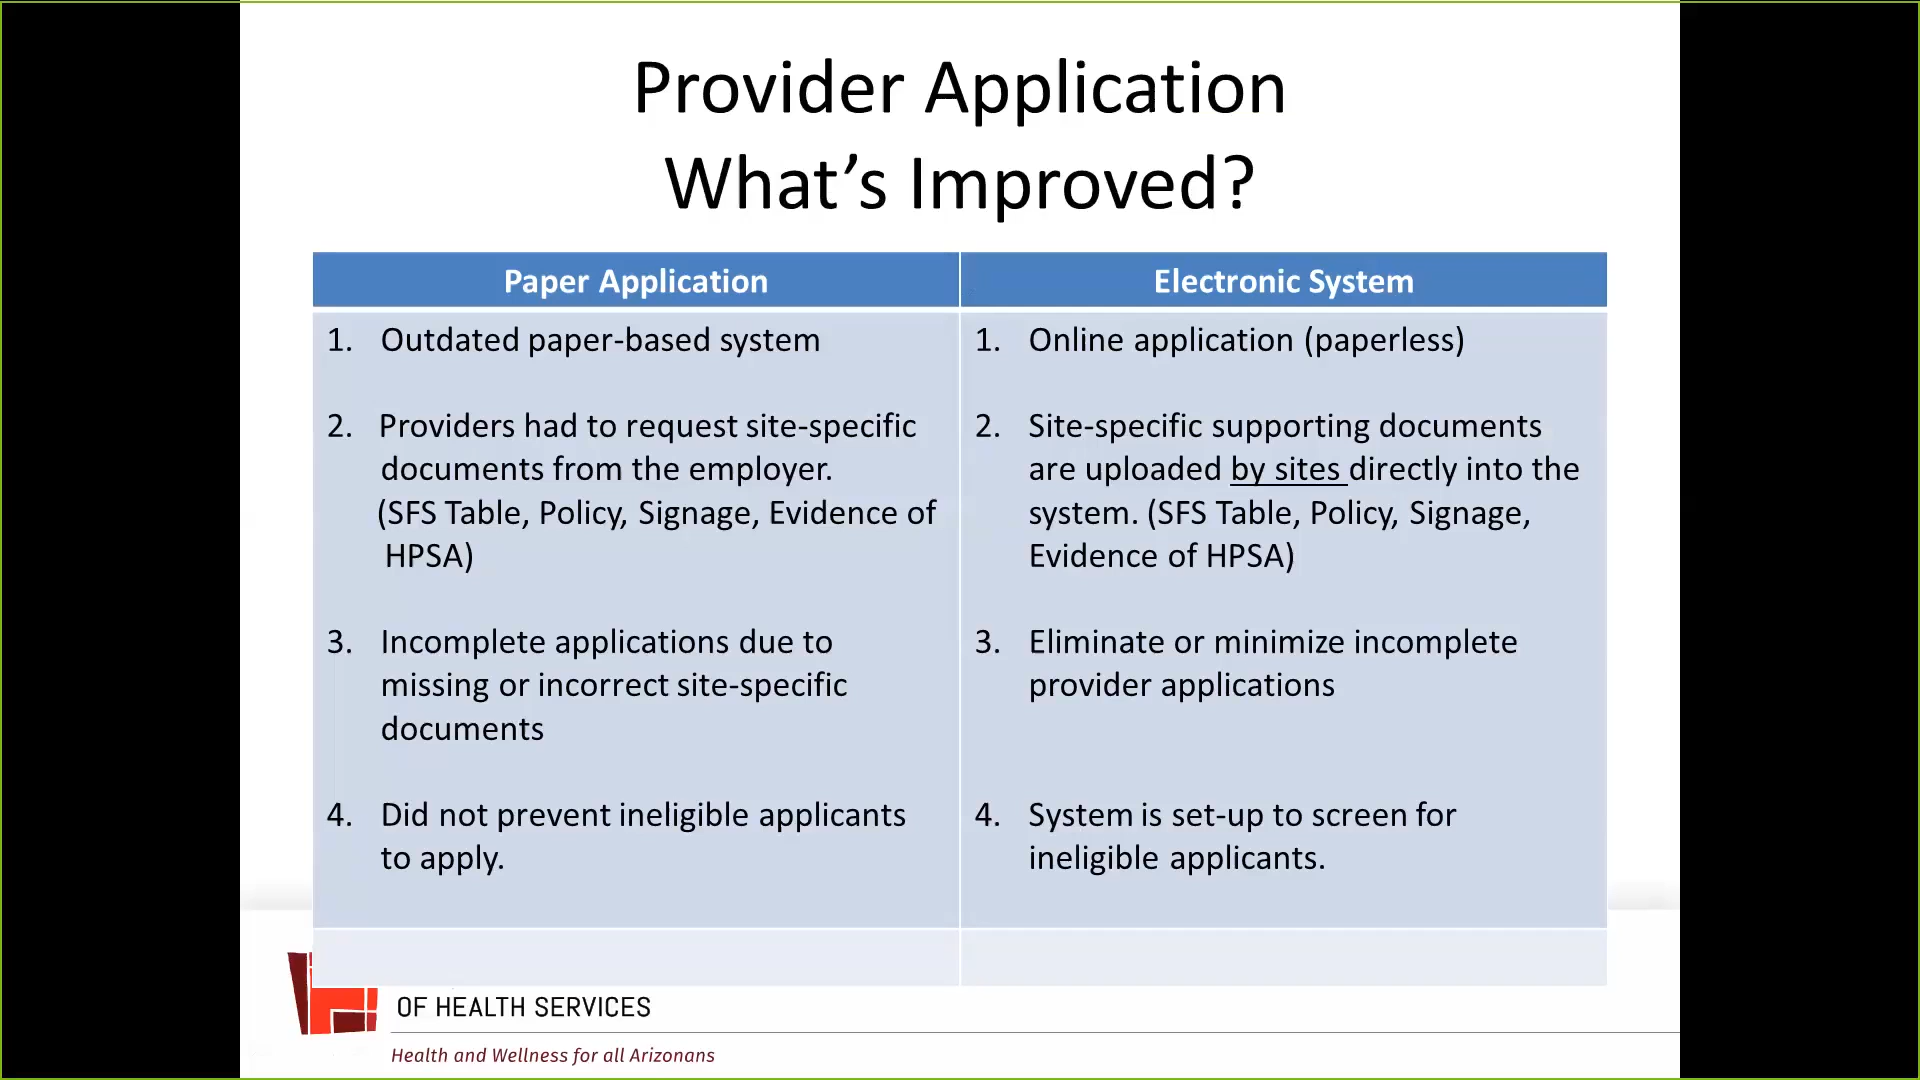 Provider Application
What’s Improved?
Paper Application
1. Outdated paper-based system
2. Providers had to request site-specific
documents from the employer.
(SFS Table, Policy, Signage, Evidence of
HPSA)
3. Incomplete applications due to
missing or incorrect site-specific
documents
4. Did not prevent ineligible applicants
to apply.
Electronic System
1. Online application (paperless)
2. Site-specific supporting documents
are uploaded by sites directly into the
system. (SFS Table, Policy, Signage,
Evidence of HPSA)
3. Eliminate or minimize incomplete
provider applications
4. System is set-up to screen for
ineligible applicants.
OF HEALTH SERVICES
Health and Wellness for all Arizonans